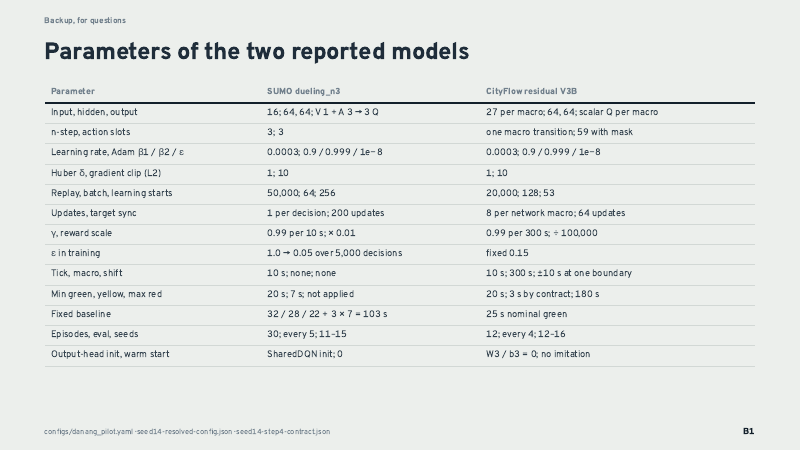 Backup, for questions
Parameters of the two reported models
Parameter SUMO dueling_n3 CityFlow residual V3B
Input, hidden, output 16; 64, 64; V 1 + A 3 → 3 Q 27 per macro; 64, 64; scalar Q per macro
n-step, action slots 3; 3 one macro transition; 59 with mask
Learning rate, Adam β1 / β2 / ε 0.0003; 0.9 / 0.999 / 1e−8 0.0003; 0.9 / 0.999 / 1e−8
Huber δ, gradient clip (L2) 1; 10 1; 10
Replay, batch, learning starts 50,000; 64; 256 20,000; 128; 53
Updates, target sync 1 per decision; 200 updates 8 per network macro; 64 updates
γ, reward scale 0.99 per 10 s; × 0.01 0.99 per 300 s; ÷ 100,000
ε in training 1.0 → 0.05 over 5,000 decisions fixed 0.15
Tick, macro, shift 10 s; none; none 10 s; 300 s; ±10 s at one boundary
Min green, yellow, max red 20 s; 7 s; not applied 20 s; 3 s by contract; 180 s
Fixed baseline 32 / 28 / 22 + 3 × 7 = 103 s 25 s nominal green
Episodes, eval, seeds 30; every 5; 11–15 12; every 4; 12–16
Output-head init, warm start SharedDQN init; 0 W3 / b3 = 0; no imitation
configs/danang_pilot.yaml · seed14-resolved-config.json · seed14-step4-contract.json B1